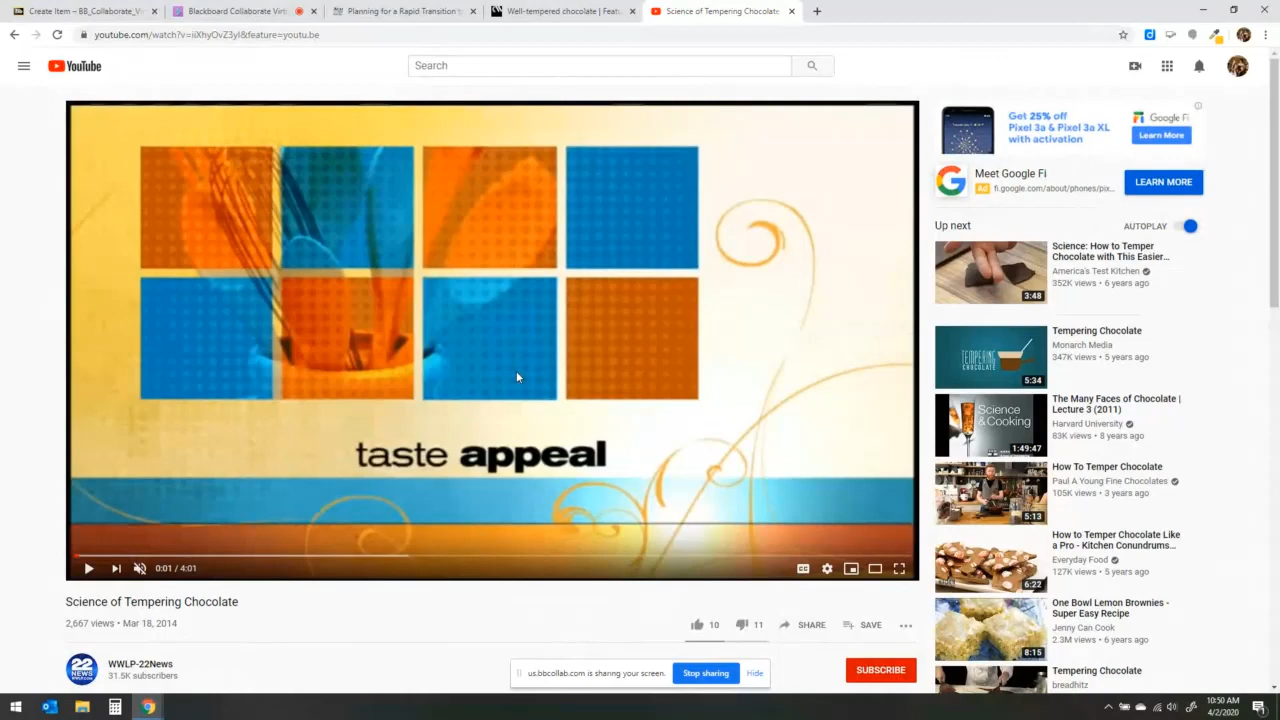 Create Item – BB_Collaborate_Vi
Blackboard Collaborate Virtu
Planning for a Rapid Transition t
Well-tempered chocolate | Featu
Science of Tempering Chocolate
youtube.com/watch?v=iiXhyOvZ3yI&feature=youtu.be
YouTube
Search
Get 25% off
Pixel 3a & Pixel 3a XL
with activation
Google Fi
Learn More
Meet Google Fi
Ad fi.google.com/about/phones/pix...
LEARN MORE
Up next
AUTOPLAY
Science: How to Temper
Chocolate with This Easier...
America's Test Kitchen
352K views • 6 years ago
3:48
Tempering Chocolate
Monarch Media
347K views • 5 years ago
TEMPERING
CHOCOLATE
5:34
The Many Faces of Chocolate |
Lecture 3 (2011)
Harvard University
83K views • 8 years ago
Science
& Cooking
1:49:47
How To Temper Chocolate
Paul A Young Fine Chocolates
105K views • 3 years ago
5:13
How to Temper Chocolate Like
a Pro - Kitchen Conundrums...
Everyday Food
127K views • 5 years ago
6:22
One Bowl Lemon Brownies -
Super Easy Recipe
Jenny Can Cook
2.3M views • 6 years ago
8:15
Tempering Chocolate
breadhitz
taste appeal
0:01 / 4:01
CC
Science of Tempering Chocolate
2,667 views • Mar 18, 2014
10
11
SHARE
SAVE
22
NEWS
WWLP.COM
WWLP-22News
31.5K subscribers
us.bbcollab.com is sharing your screen.
Stop sharing
Hide
SUBSCRIBE
10:50 AM
4/2/2020
1